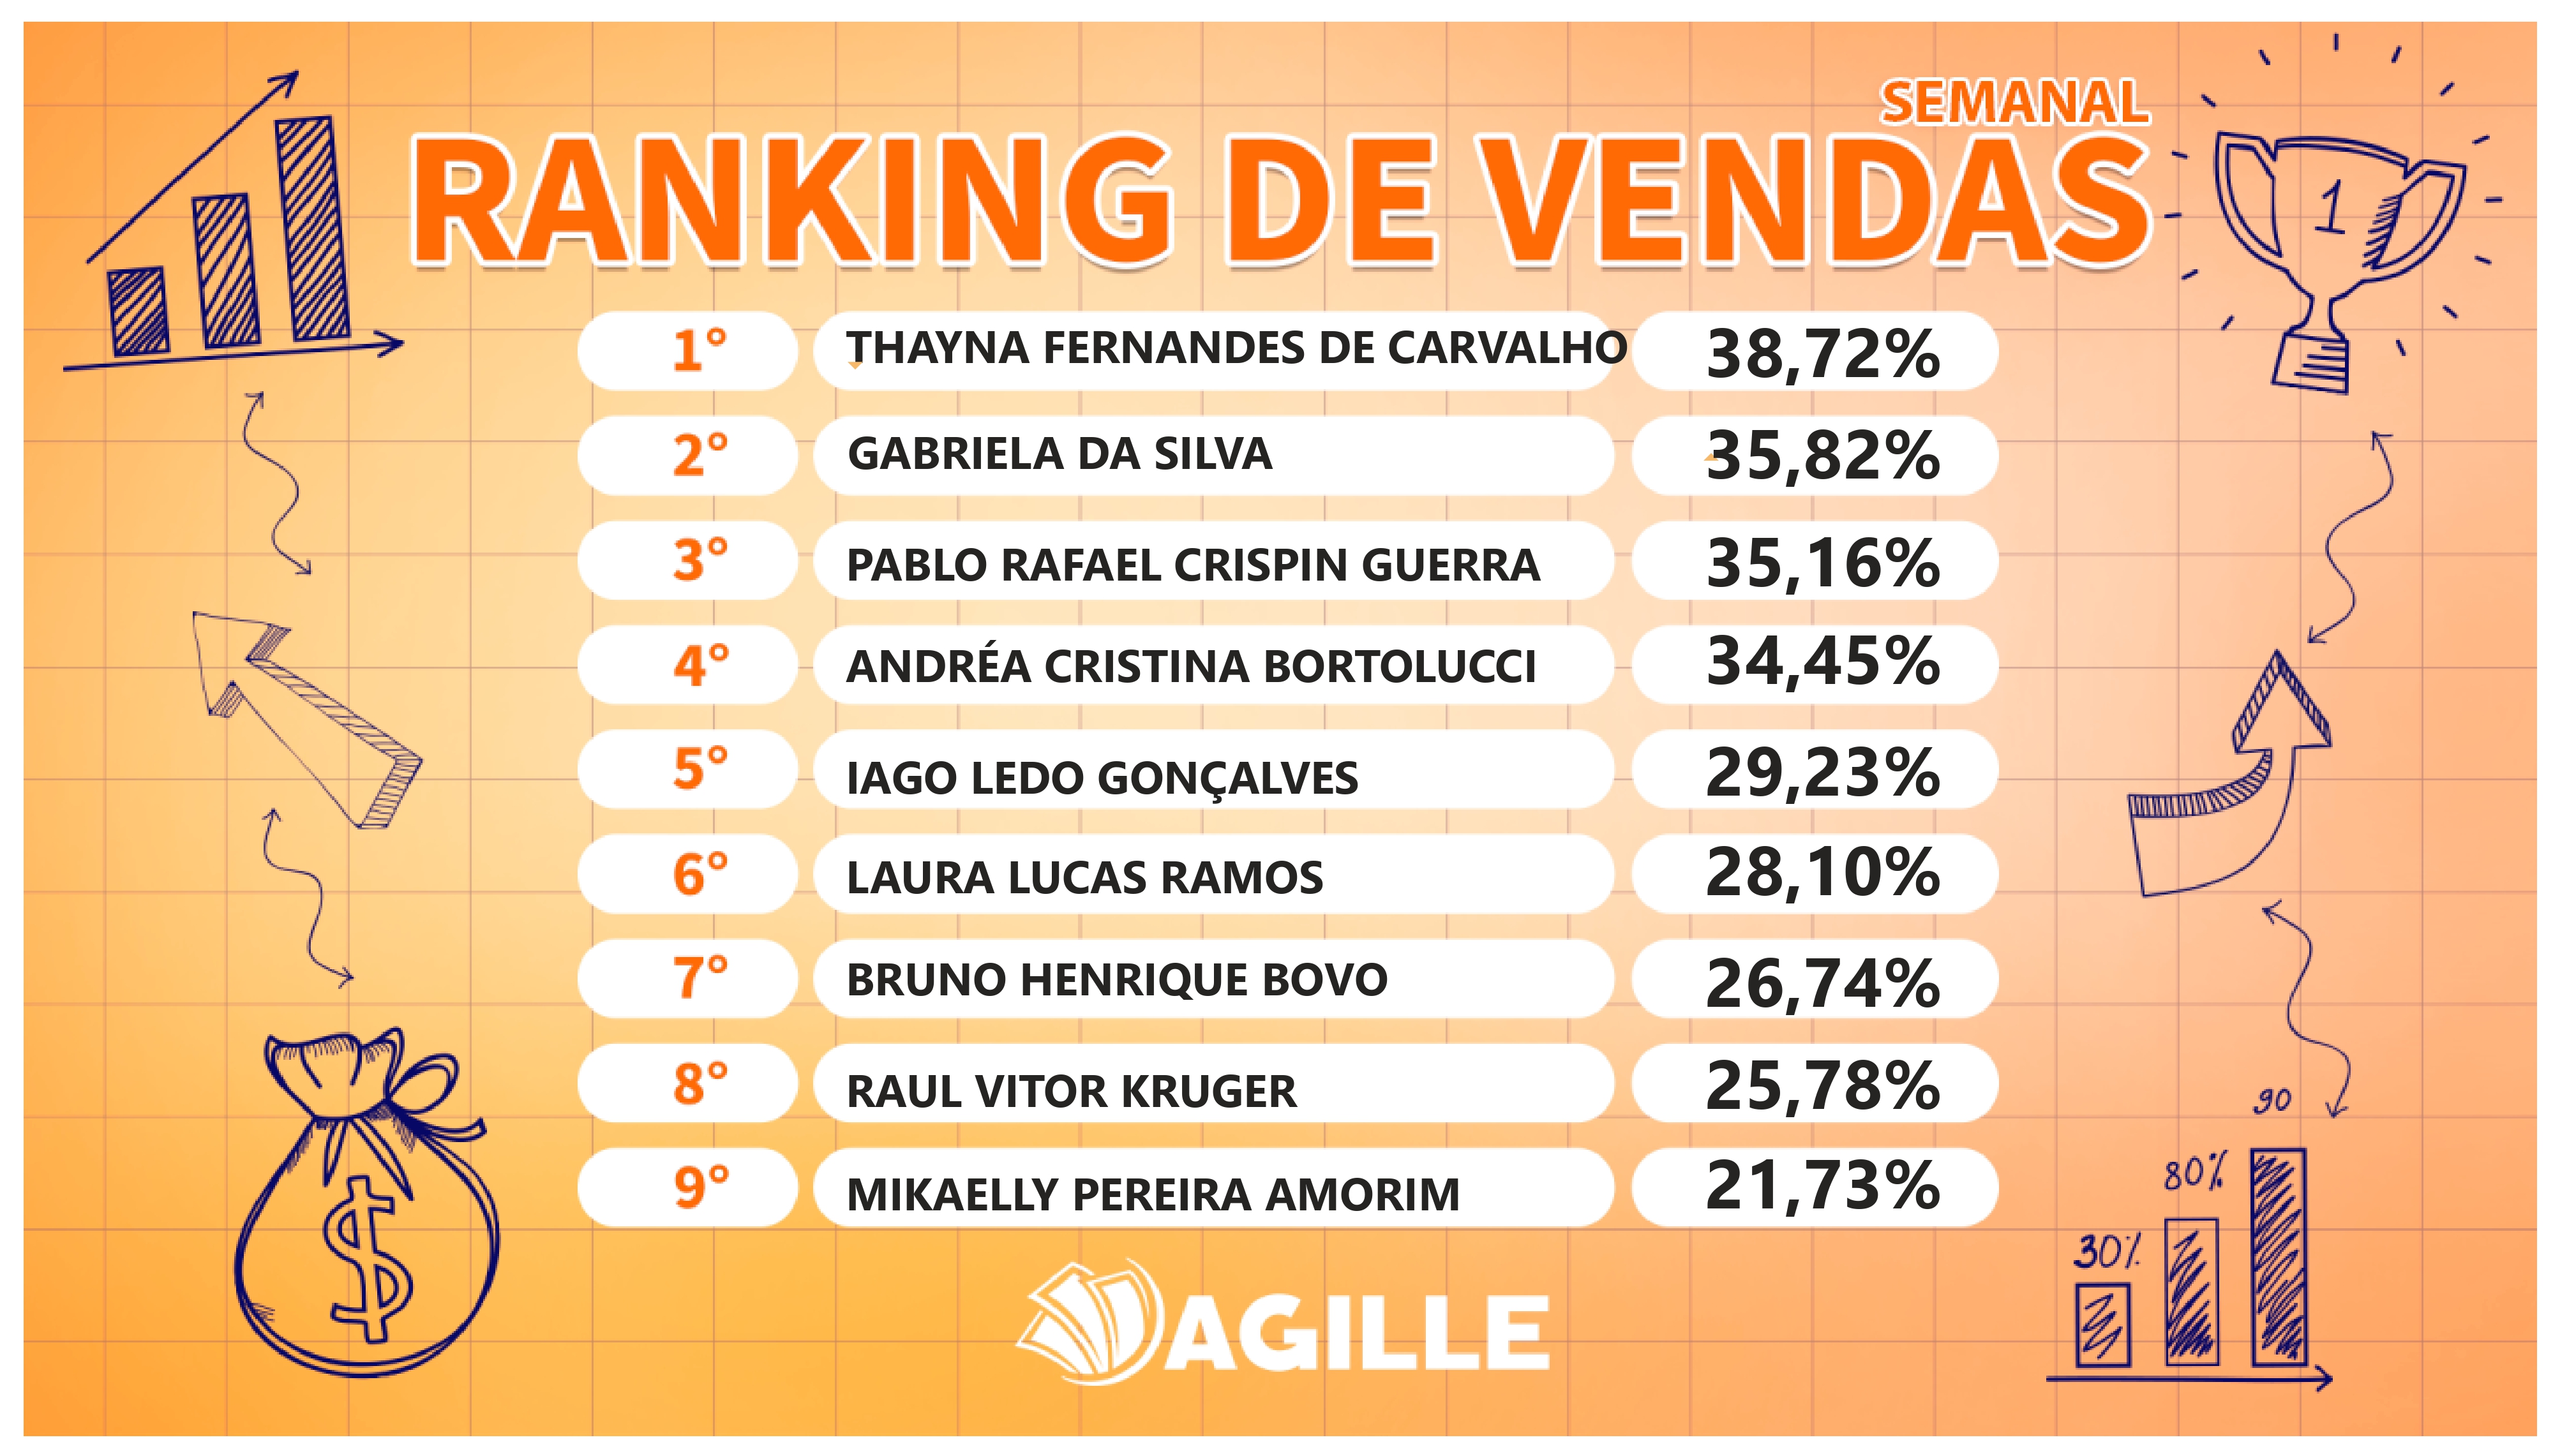 SEMANAL
RANKING DE VENDAS
1
1° THAYNA FERNANDES DE CARVALHO 38,72%
2° GABRIELA DA SILVA 35,82%
3° PABLO RAFAEL CRISPIN GUERRA 35,16%
4° ANDRÉA CRISTINA BORTOLUCCI 34,45%
5° IAGO LEDO GONÇALVES 29,23%
6° LAURA LUCAS RAMOS 28,10%
7° BRUNO HENRIQUE BOVO 26,74%
8° RAUL VITOR KRUGER 25,78%
9° MIKAELLY PEREIRA AMORIM 21,73%
90
80%
30%
$
AGILLE